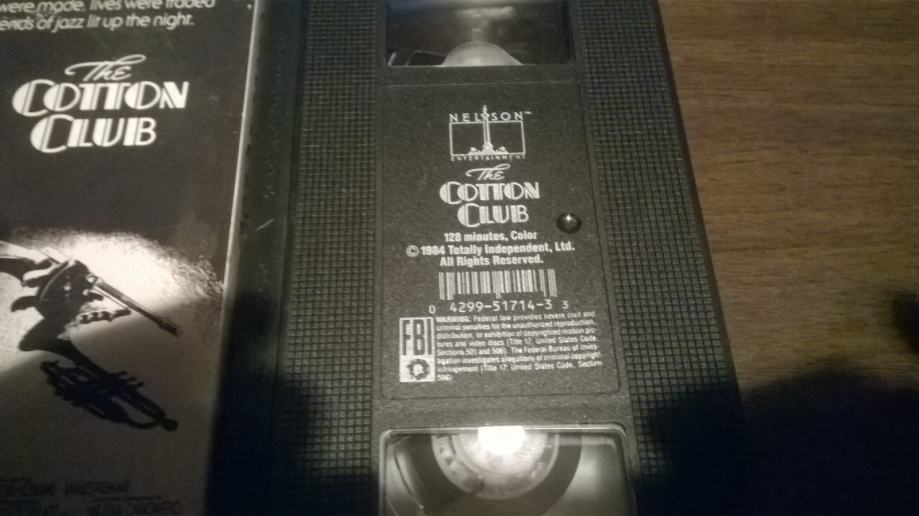 were made, lives were traded
ends of jazz lit up the night.
The
COTTON
CLUB
NELSON™
ENTERTAINMENT
The
COTTON
CLUB
128 minutes, Color
© 1984 Totally Independent, Ltd.
All Rights Reserved.
0 4299-51714-3 3
FBI
WARNING: Federal law provides severe civil and
criminal penalties for the unauthorized reproduction,
distribution, or exhibition of copyrighted motion pic-
tures and video discs (Title 17, United States Code,
Sections 501 and 506). The Federal Bureau of Inves-
tigation investigates allegations of criminal copyright
infringement (Title 17, United States Code, Section
506).